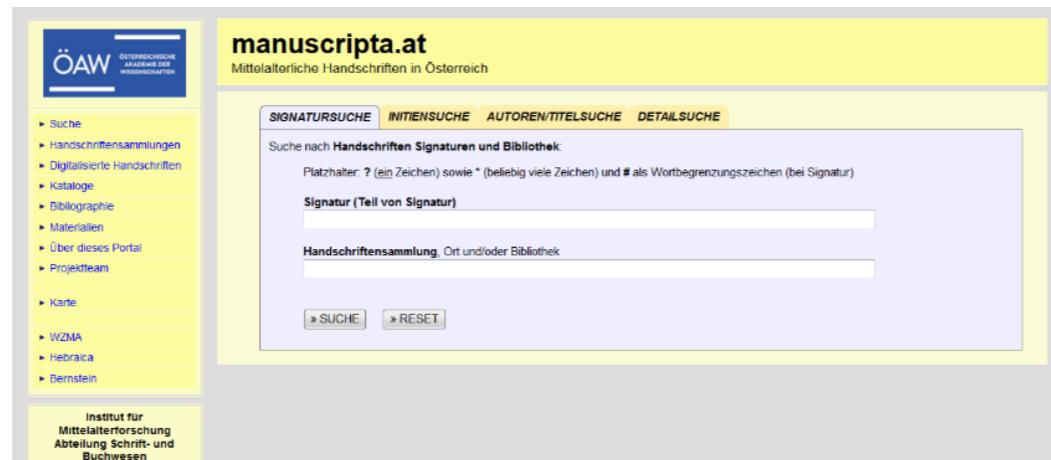 ÖAW
ÖSTERREICHISCHE
AKADEMIE DER
WISSENSCHAFTEN
Suche
Handschriftensammlungen
Digitalisierte Handschriften
Kataloge
Bibliographie
Materialien
Über dieses Portal
Projektteam
Karte
WZMA
Hebraica
Bernstein
Institut für
Mittelalterforschung
Abteilung Schrift- und
Buchwesen
manuscripta.at
Mittelalterliche Handschriften in Österreich
SIGNATURSUCHE INITIENSUCHE AUTOREN/TITELSUCHE DETAILSUCHE
Suche nach Handschriften Signaturen und Bibliothek:
Platzhalter: ? (ein Zeichen) sowie * (beliebig viele Zeichen) und # als Wortbegrenzungszeichen (bei Signatur)
Signatur (Teil von Signatur)
Handschriftensammlung, Ort und/oder Bibliothek
» SUCHE » RESET